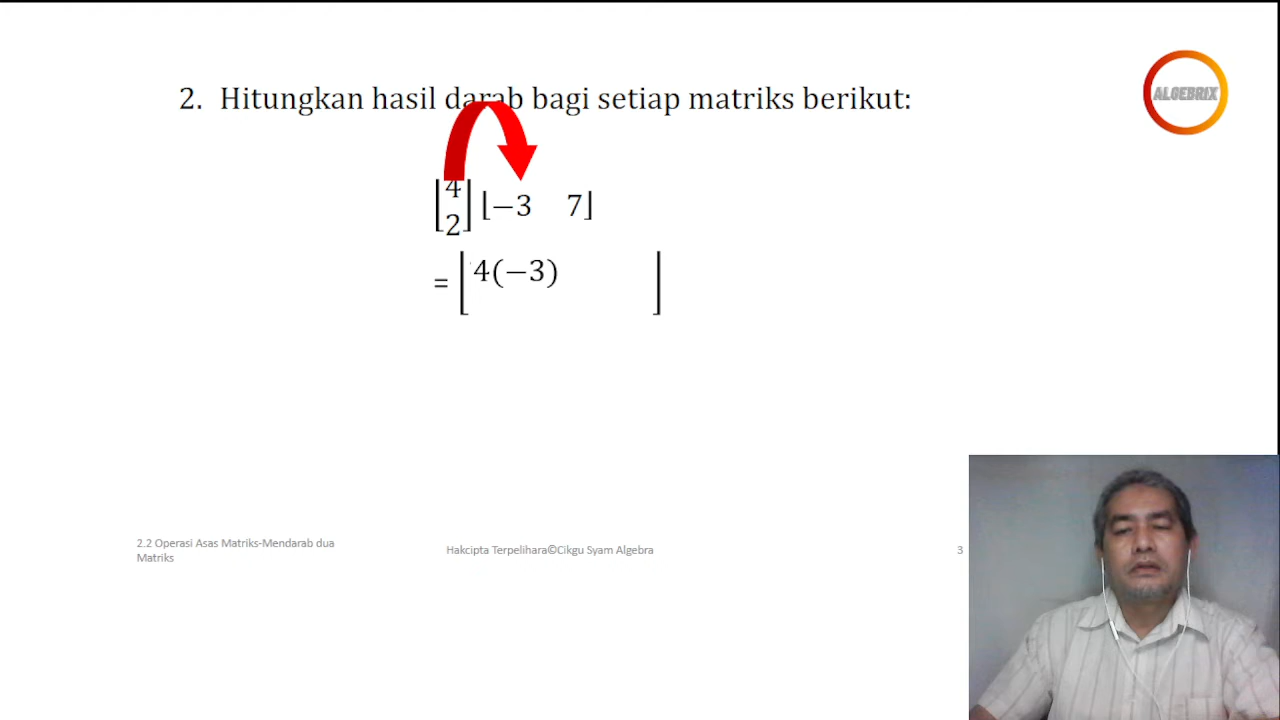 2. Hitungkan hasil darab bagi setiap matriks berikut:
ALGEBRIX
[4 2] [−3 7]
= [4(−3) ]
2.2 Operasi Asas Matriks-Mendarab dua
Matriks
Hakcipta Terpelihara©Cikgu Syam Algebra
3